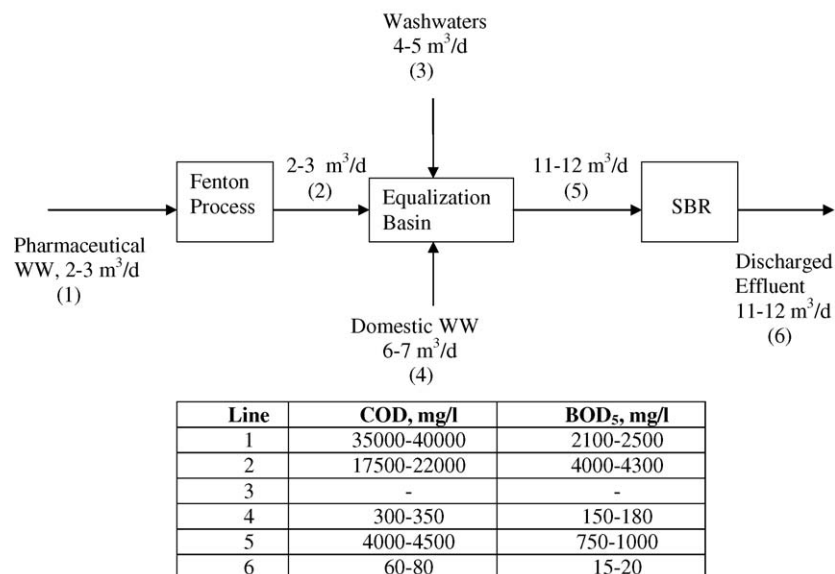 Washwaters
4-5 m³/d
(3)
Fenton
Process
2-3 m³/d
(2)
Equalization
Basin
11-12 m³/d
(5)
SBR
Pharmaceutical
WW, 2-3 m³/d
(1)
Discharged
Effluent
11-12 m³/d
(6)
Domestic WW
6-7 m³/d
(4)
Line COD, mg/l BOD₅, mg/l
1 35000-40000 2100-2500
2 17500-22000 4000-4300
3 - -
4 300-350 150-180
5 4000-4500 750-1000
6 60-80 15-20